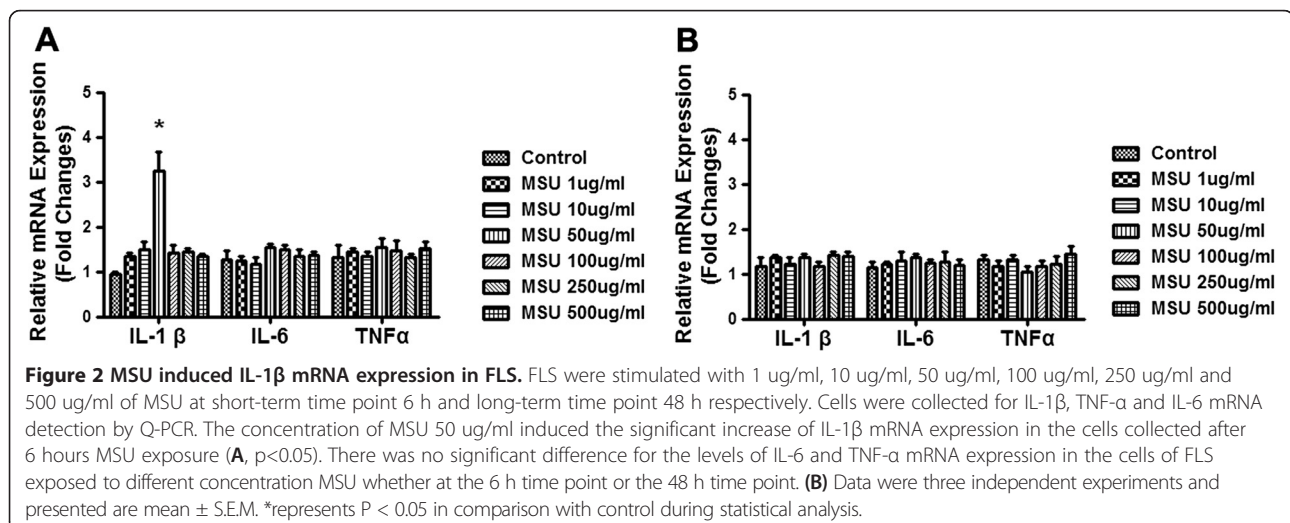 A
B
Relative mRNA Expression
(Fold Changes)
5
4
3
2
1
0
*
IL-1 β
IL-6
TNFα
Control
MSU 1ug/ml
MSU 10ug/ml
MSU 50ug/ml
MSU 100ug/ml
MSU 250ug/ml
MSU 500ug/ml
Relative mRNA Expression
(Fold Changes)
5
4
3
2
1
0
IL-1 β
IL-6
TNFα
Control
MSU 1ug/ml
MSU 10ug/ml
MSU 50ug/ml
MSU 100ug/ml
MSU 250ug/ml
MSU 500ug/ml
Figure 2 MSU induced IL-1β mRNA expression in FLS. FLS were stimulated with 1 ug/ml, 10 ug/ml, 50 ug/ml, 100 ug/ml, 250 ug/ml and
500 ug/ml of MSU at short-term time point 6 h and long-term time point 48 h respectively. Cells were collected for IL-1β, TNF-α and IL-6 mRNA
detection by Q-PCR. The concentration of MSU 50 ug/ml induced the significant increase of IL-1β mRNA expression in the cells collected after
6 hours MSU exposure (A, p<0.05). There was no significant difference for the levels of IL-6 and TNF-α mRNA expression in the cells of FLS
exposed to different concentration MSU whether at the 6 h time point or the 48 h time point. (B) Data were three independent experiments and
presented are mean ± S.E.M. *represents P < 0.05 in comparison with control during statistical analysis.